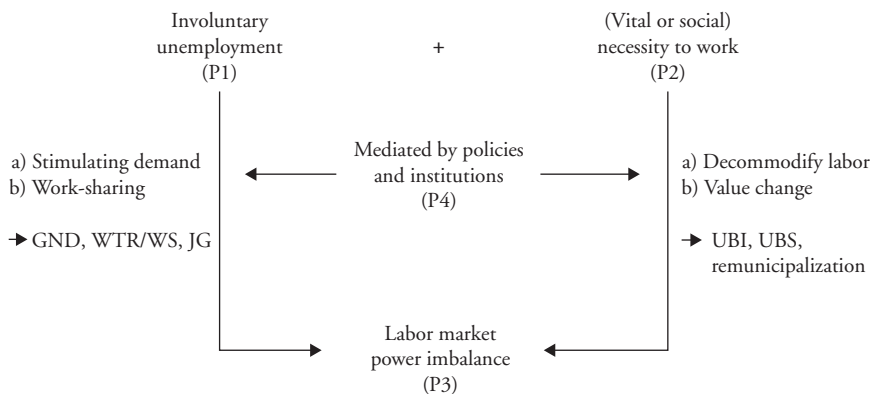 Involuntary
unemployment
(P1)
+
(Vital or social)
necessity to work
(P2)
a) Stimulating demand
b) Work-sharing
GND, WTR/WS, JG
Mediated by policies
and institutions
(P4)
a) Decommodify labor
b) Value change
UBI, UBS,
remunicipalization
Labor market
power imbalance
(P3)